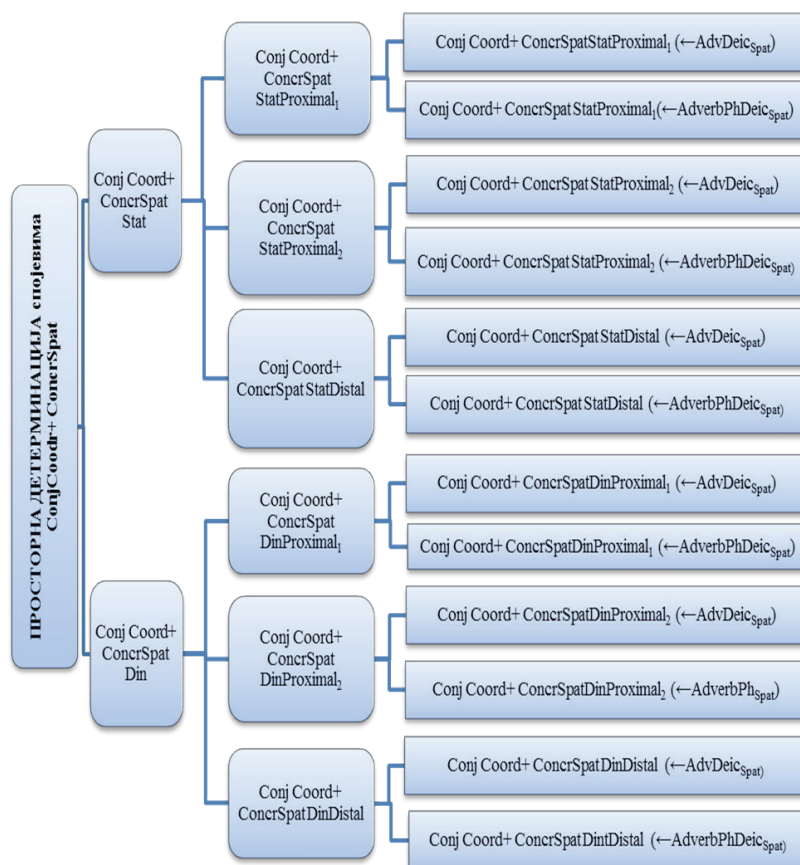 ПРОСТОРНА ДЕТЕРМИНАЦИЈА спојевима
ConjCoodr+ ConcrSpat
Conj Coord+
ConcrSpat
Stat
Conj Coord+
ConcrSpat
StatProximal₁
Conj Coord+ ConcrSpatStatProximal₁ (←AdvDeicSpat)
Conj Coord+ ConcrSpat StatProximal₁(←AdverbPhDeicSpat)
Conj Coord+
ConcrSpat
StatProximal₂
Conj Coord+ ConcrSpat StatProximal₂ (←AdvDeicSpat)
Conj Coord+ ConcrSpat StatProximal₂ (←AdverbPhDeicSpat)
Conj Coord+
ConcrSpat StatDistal
Conj Coord+ ConcrSpat StatDistal (←AdvDeicSpat)
Conj Coord+ ConcrSpat StatDistal (←AdverbPhDeicSpat)
Conj Coord+
ConcrSpat
Din
Conj Coord+
ConcrSpat
DinProximal₁
Conj Coord+ ConcrSpatDinProximal₁ (←AdvDeicSpat)
Conj Coord+ ConcrSpatDinProximal₁ (←AdverbPhDeicSpat)
Conj Coord+
ConcrSpat
DinProximal₂
Conj Coord+ ConcrSpatDinProximal₂ (←AdvDeicSpat)
Conj Coord+ ConcrSpatDinProximal₂ (←AdverbPhSpat)
Conj Coord+
ConcrSpatDinDistal
Conj Coord+ ConcrSpatDinDistal (←AdvDeicSpat)
Conj Coord+ ConcrSpatDintDistal (←AdverbPhDeicSpat)